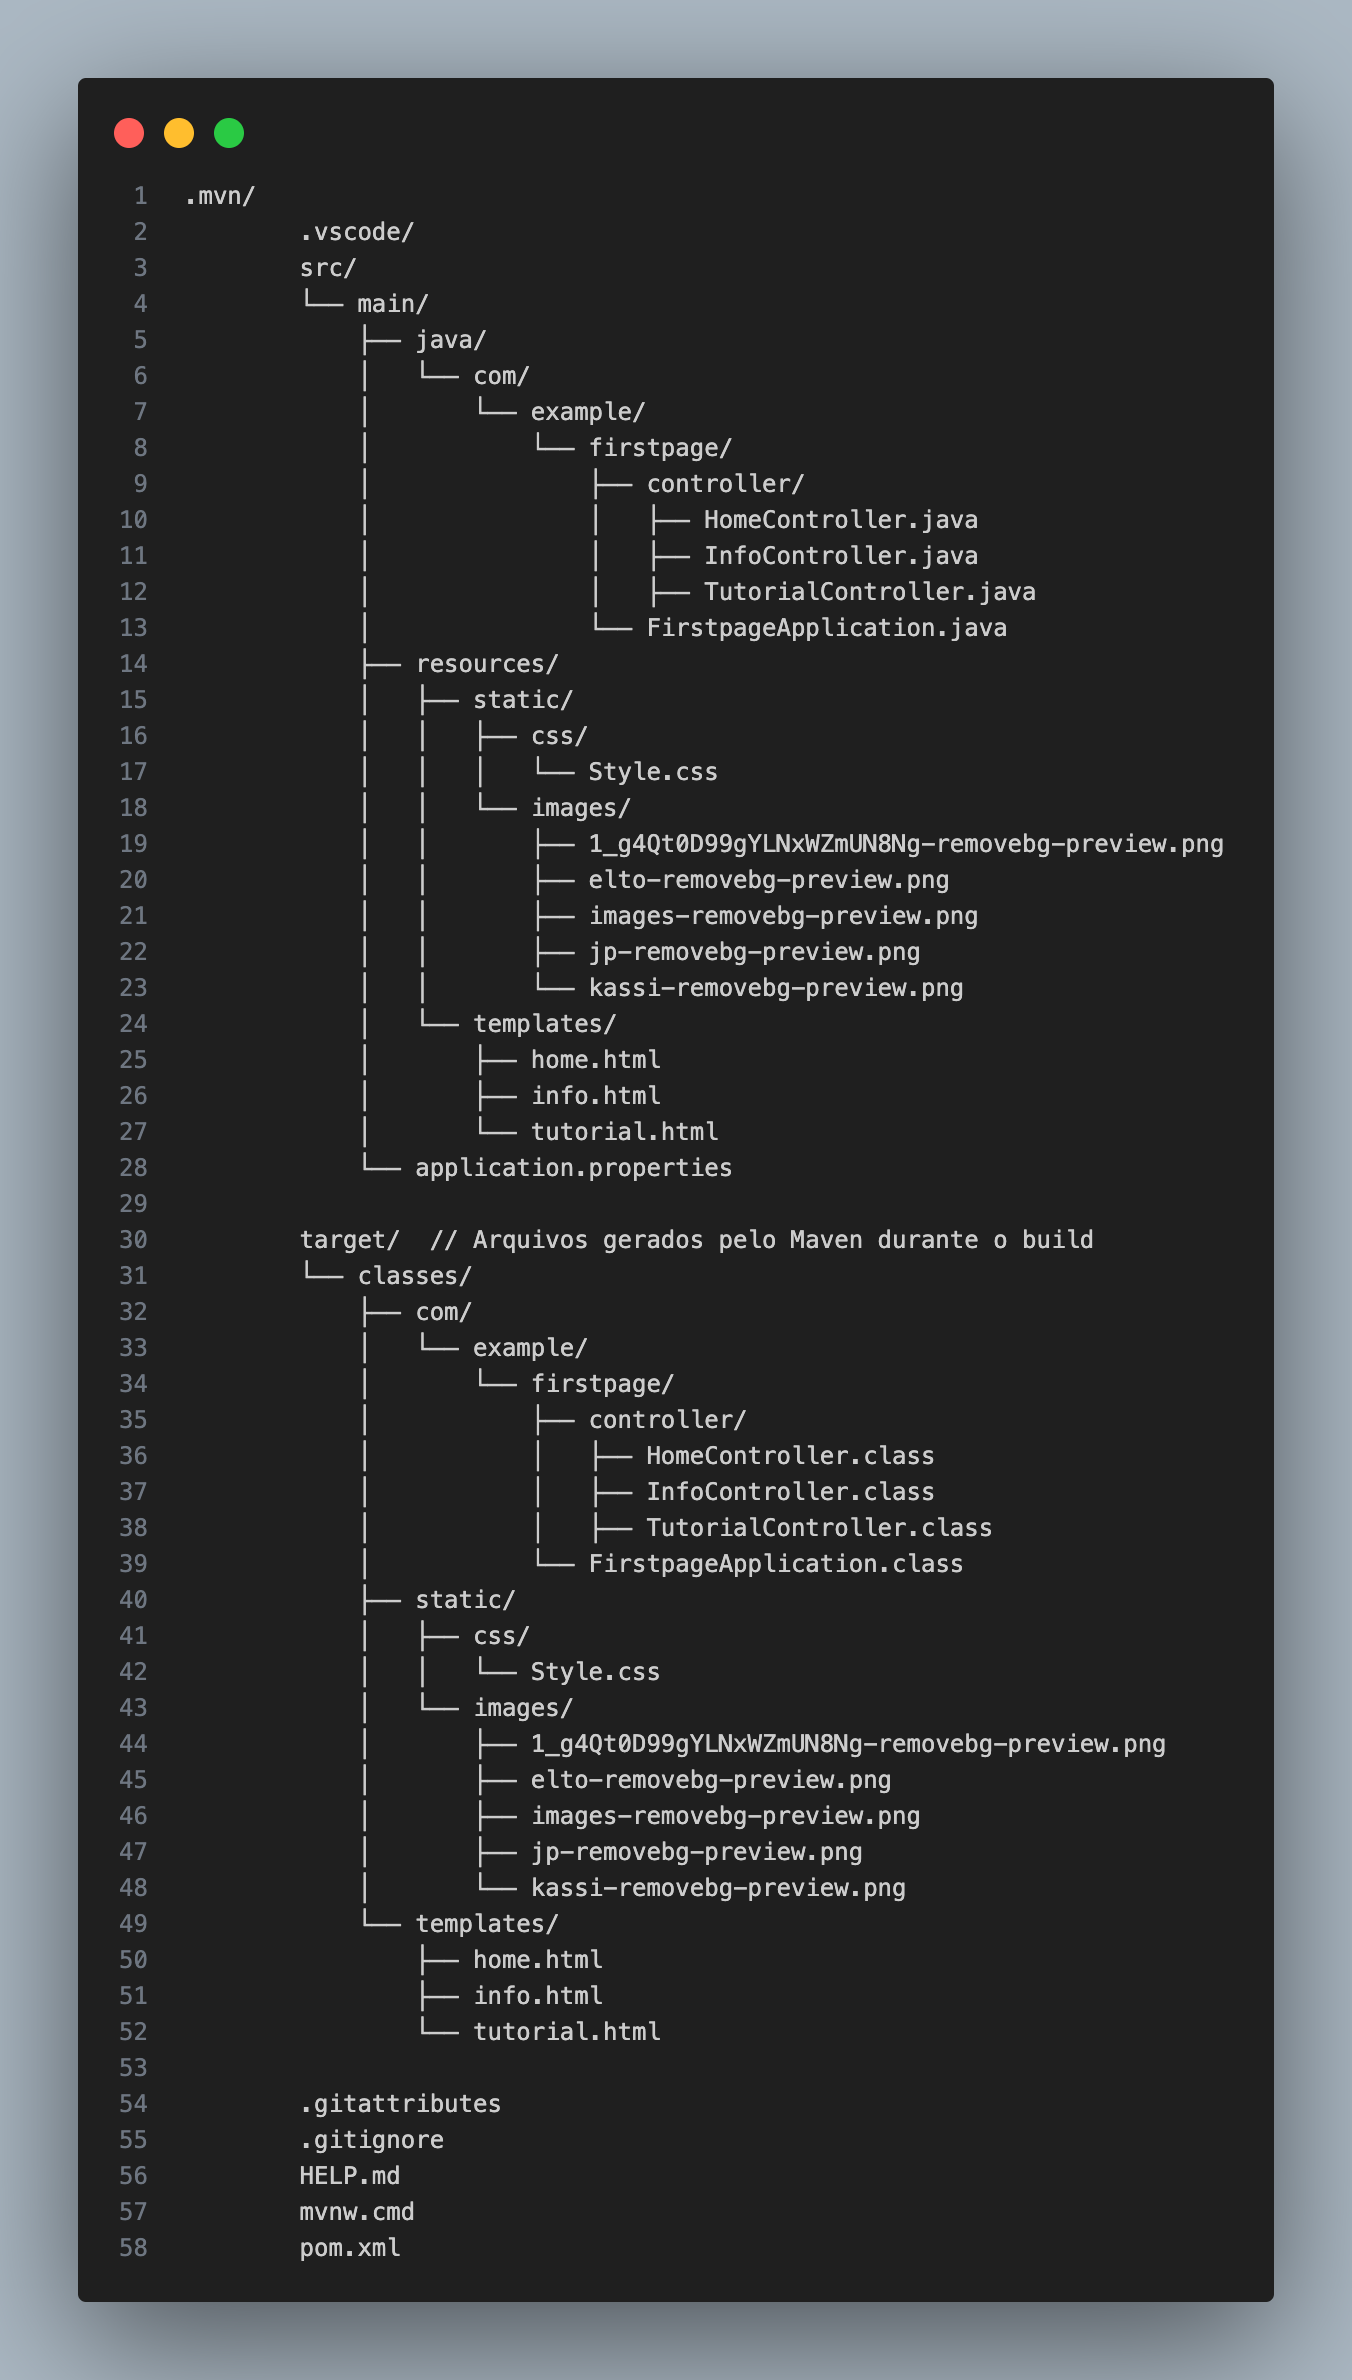 1 .mvn/
2         .vscode/
3         src/
4         └── main/
5             ├── java/
6             │   └── com/
7             │       └── example/
8             │           └── firstpage/
9             │               ├── controller/
10             │               │   ├── HomeController.java
11             │               │   ├── InfoController.java
12             │               │   ├── TutorialController.java
13             │               └── FirstpageApplication.java
14             ├── resources/
15             │   ├── static/
16             │   │   ├── css/
17             │   │   │   └── Style.css
18             │   │   └── images/
19             │   │       ├── 1_g4Qt0D99gYLNxWZmUN8Ng-removebg-preview.png
20             │   │       ├── elto-removebg-preview.png
21             │   │       ├── images-removebg-preview.png
22             │   │       ├── jp-removebg-preview.png
23             │   │       └── kassi-removebg-preview.png
24             │   └── templates/
25             │       ├── home.html
26             │       ├── info.html
27             │       └── tutorial.html
28             └── application.properties
29
30         target/  // Arquivos gerados pelo Maven durante o build
31         └── classes/
32             ├── com/
33             │   └── example/
34             │       └── firstpage/
35             │           ├── controller/
36             │           │   ├── HomeController.class
37             │           │   ├── InfoController.class
38             │           │   ├── TutorialController.class
39             │           └── FirstpageApplication.class
40             ├── static/
41             │   ├── css/
42             │   │   └── Style.css
43             │   └── images/
44             │       ├── 1_g4Qt0D99gYLNxWZmUN8Ng-removebg-preview.png
45             │       ├── elto-removebg-preview.png
46             │       ├── images-removebg-preview.png
47             │       ├── jp-removebg-preview.png
48             │       └── kassi-removebg-preview.png
49             └── templates/
50                 ├── home.html
51                 ├── info.html
52                 └── tutorial.html
53
54         .gitattributes
55         .gitignore
56         HELP.md
57         mvnw.cmd
58         pom.xml